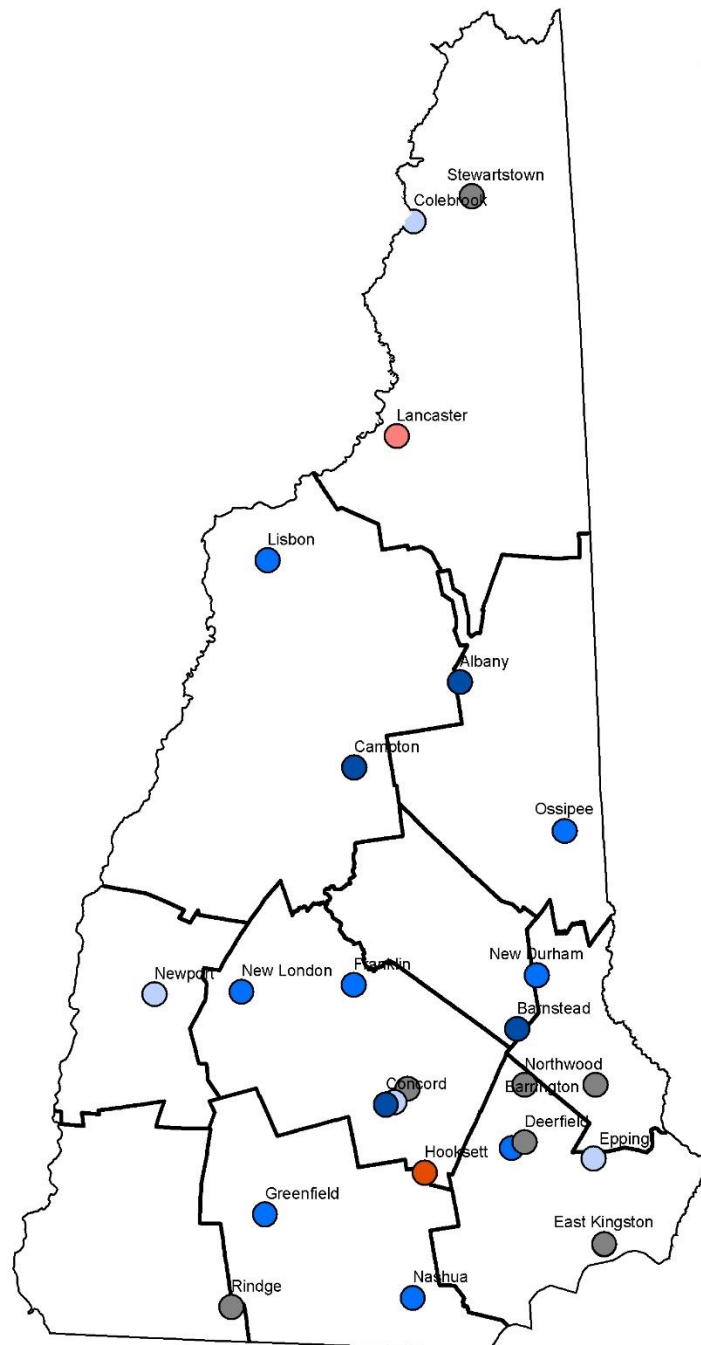 Stewartstown
Colebrook
Lancaster
Lisbon
Albany
Campton
Ossipee
New Durham
Franklin
Newport
New London
Barnstead
Northwood
Concord
Barrington
Deerfield
Epping
Hooksett
Greenfield
East Kingston
Rindge
Nashua